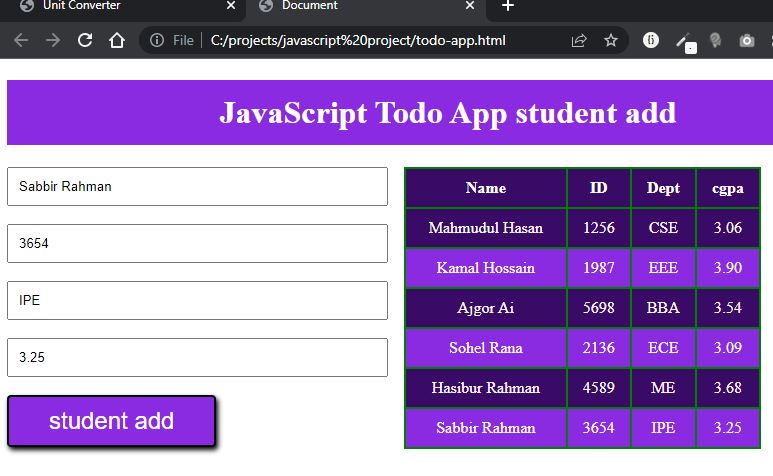 Unit Converter
Document
File C:/projects/javascript%20project/todo-app.html
JavaScript Todo App student add
Sabbir Rahman
3654
IPE
3.25
student add
Name ID Dept cgpa
Mahmudul Hasan 1256 CSE 3.06
Kamal Hossain 1987 EEE 3.90
Ajgor Ai 5698 BBA 3.54
Sohel Rana 2136 ECE 3.09
Hasibur Rahman 4589 ME 3.68
Sabbir Rahman 3654 IPE 3.25